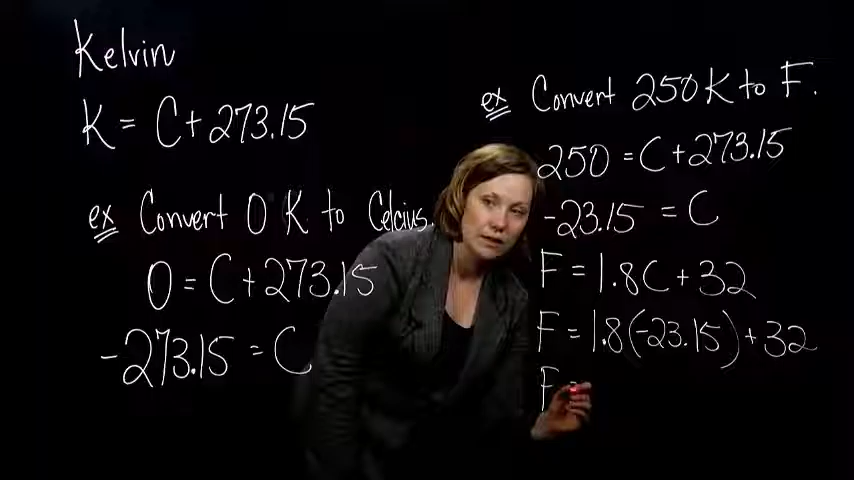 Kelvin
K = C + 273.15
ex Convert 0 K to Celcius.
0 = C + 273.15
-273.15 = C
ex Convert 250 K to F.
250 = C + 273.15
-23.15 = C
F = 1.8C + 32
F = 1.8(-23.15) + 32
F =